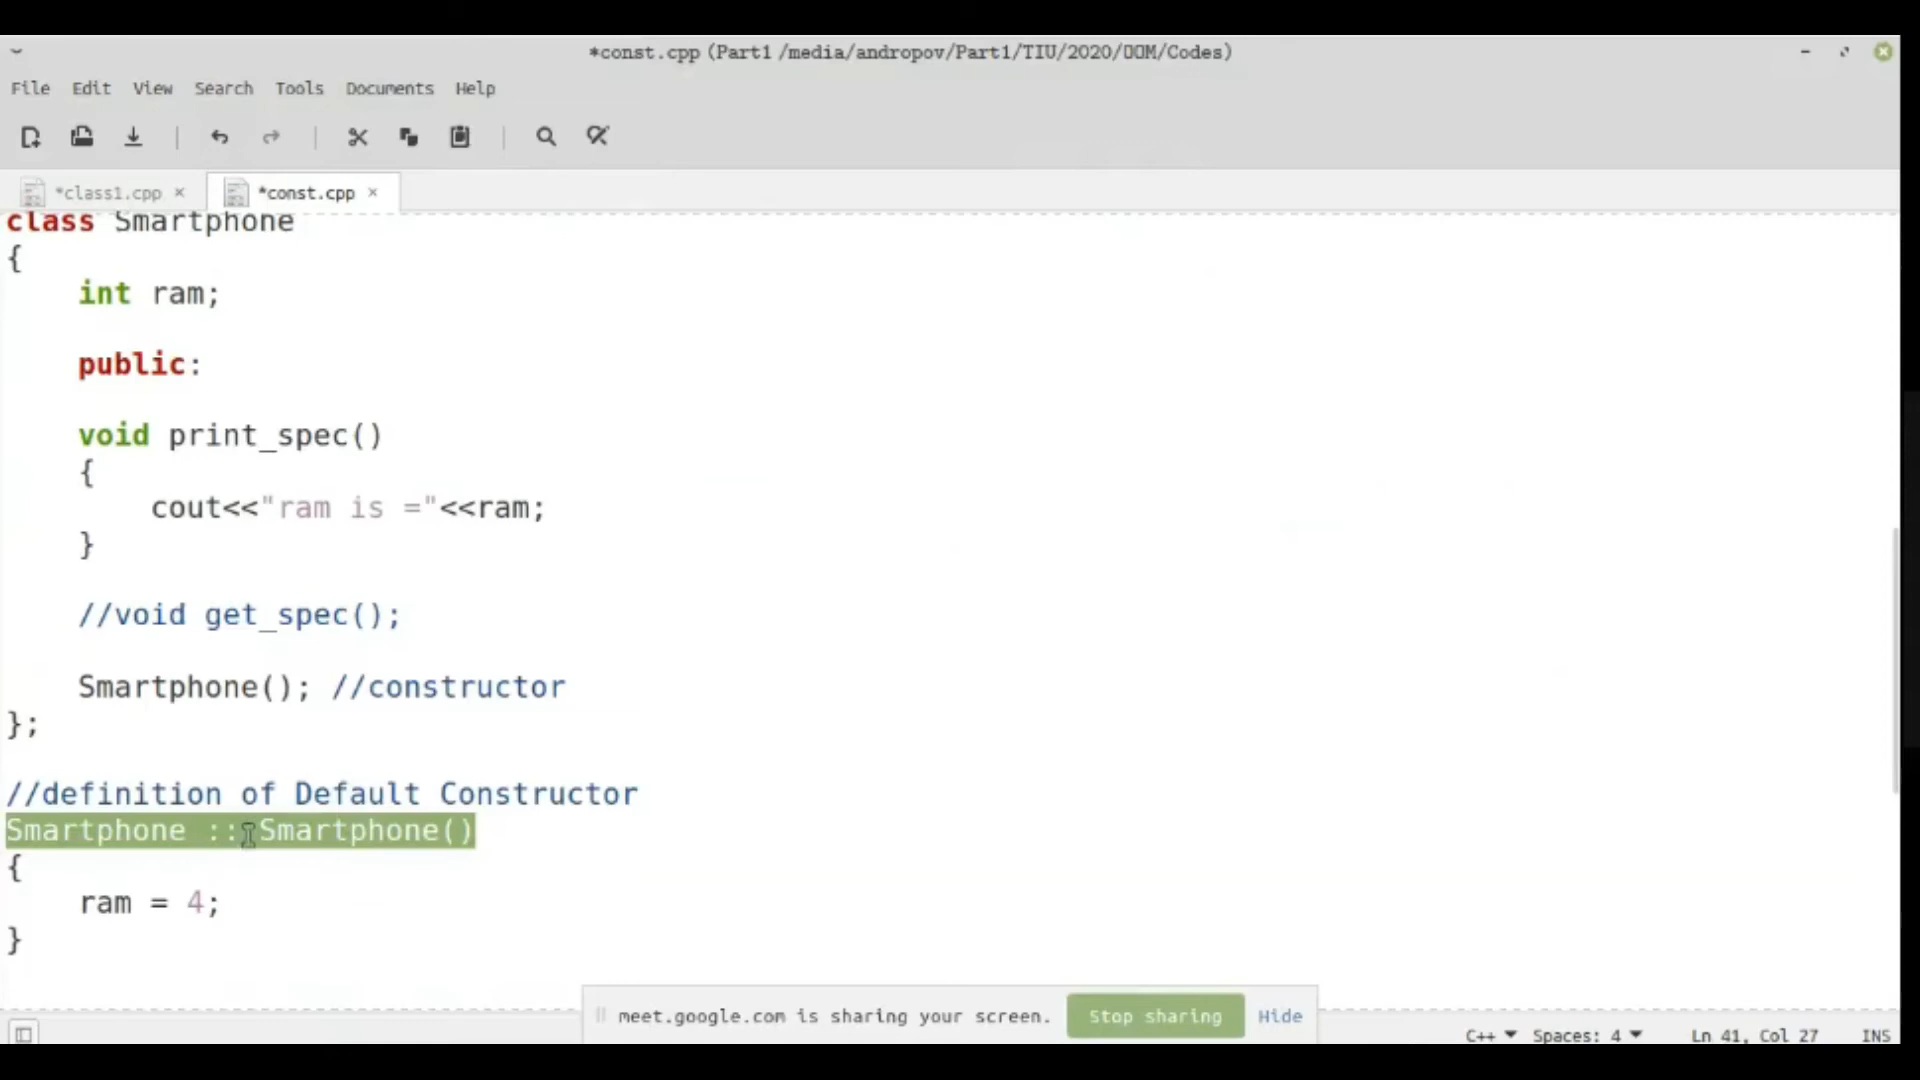 *const.cpp (Part1 /media/andropov/Part1/TIU/2020/OOM/Codes)
File Edit View Search Tools Documents Help
*class1.cpp × *const.cpp ×
class Smartphone
{
int ram;
public:
void print_spec()
{
cout<<"ram is ="<<ram;
}
//void get_spec();
Smartphone(); //constructor
};
//definition of Default Constructor
Smartphone :: Smartphone()
{
ram = 4;
}
meet.google.com is sharing your screen. Stop sharing Hide
C++ Spaces: 4 Ln 41, Col 27 INS